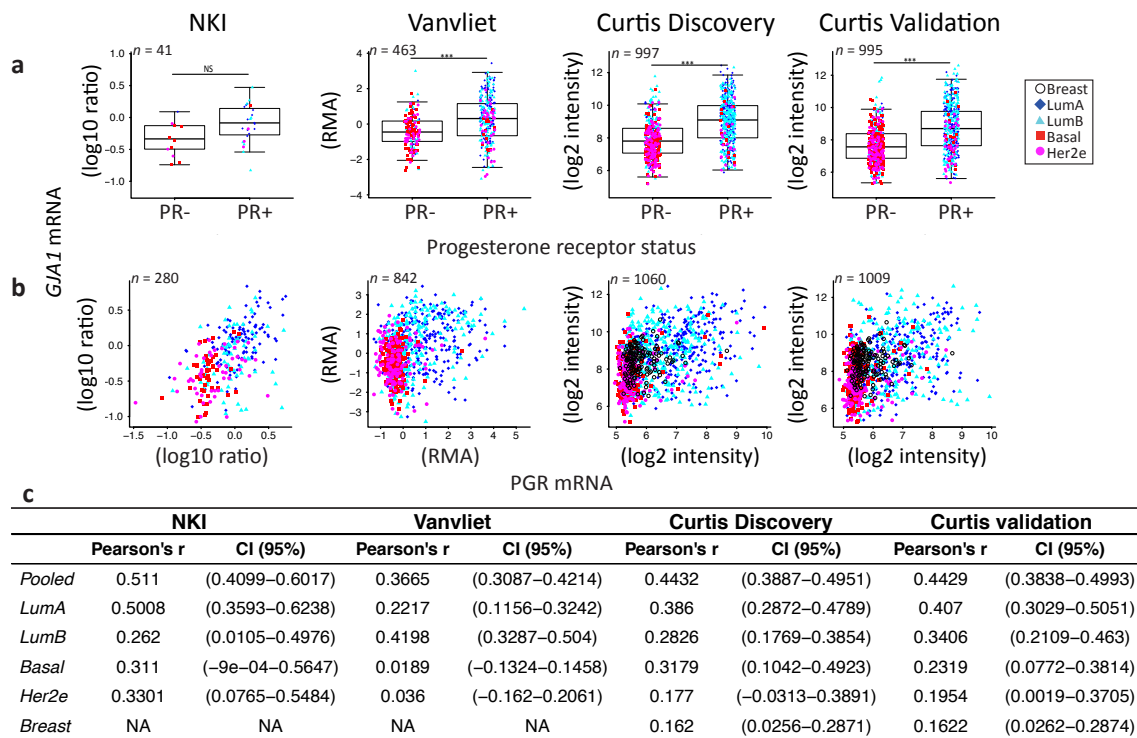 NKI Vanvliet Curtis Discovery Curtis Validation
a
n = 41 n = 463 n = 997 n = 995
NS *** *** ***
(log10 ratio) (RMA) (log2 intensity) (log2 intensity)
1.0 0.5 0.0 −0.5 −1.0
4 2 0 −2 −4
12 10 8 6
12 10 8 6
PR- PR+ PR- PR+ PR- PR+ PR- PR+
Breast
LumA
LumB
Basal
Her2e
GJA1 mRNA
Progesterone receptor status
b
n = 280 n = 842 n = 1060 n = 1009
(log10 ratio) (RMA) (log2 intensity) (log2 intensity)
0.5 0.0 −0.5 −1.0
3 2 1 0 −1 −2 −3
12 10 8 6
12 10 8 6
−1.5 −1.0 −0.5 0.0 0.5
−1 0 1 2 3 4 5
5 6 7 8 9 10
5 6 7 8 9 10
(log10 ratio) (RMA) (log2 intensity) (log2 intensity)
PGR mRNA
c
NKI Vanvliet Curtis Discovery Curtis validation
Pearson's r CI (95%) Pearson's r CI (95%) Pearson's r CI (95%) Pearson's r CI (95%)
Pooled 0.511 (0.4099−0.6017) 0.3665 (0.3087−0.4214) 0.4432 (0.3887−0.4951) 0.4429 (0.3838−0.4993)
LumA 0.5008 (0.3593−0.6238) 0.2217 (0.1156−0.3242) 0.386 (0.2872−0.4789) 0.407 (0.3029−0.5051)
LumB 0.262 (0.0105−0.4976) 0.4198 (0.3287−0.504) 0.2826 (0.1769−0.3854) 0.3406 (0.2109−0.463)
Basal 0.311 (−9e−04−0.5647) 0.0189 (−0.1324−0.1458) 0.3179 (0.1042−0.4923) 0.2319 (0.0772−0.3814)
Her2e 0.3301 (0.0765−0.5484) 0.036 (−0.162−0.2061) 0.177 (−0.0313−0.3891) 0.1954 (0.0019−0.3705)
Breast NA NA NA NA 0.162 (0.0256−0.2871) 0.1622 (0.0262−0.2874)